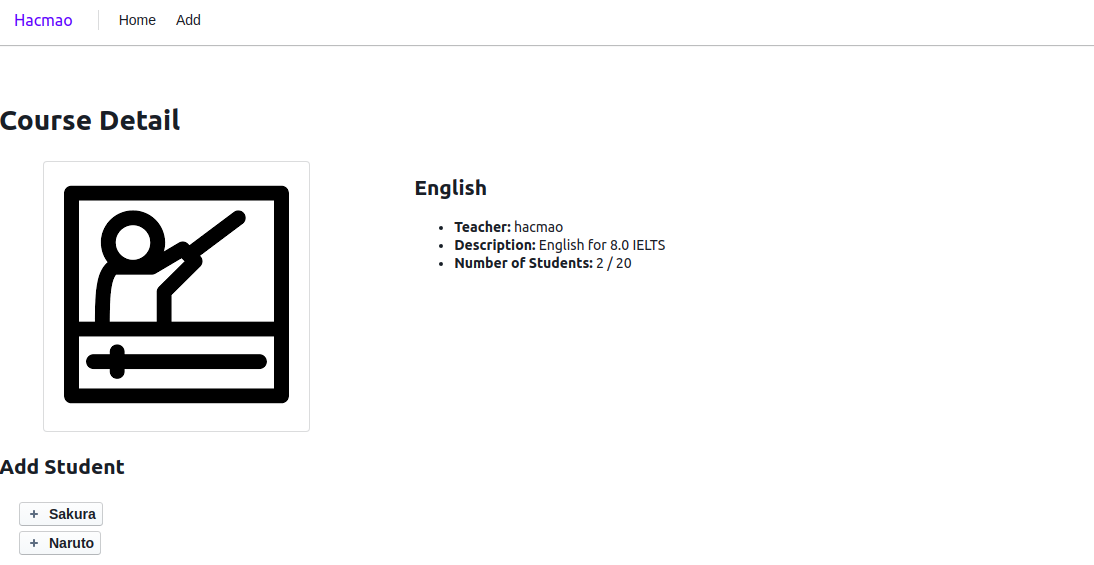 Hacmao Home Add
Course Detail
English
Teacher: hacmao
Description: English for 8.0 IELTS
Number of Students: 2 / 20
Add Student
+ Sakura
+ Naruto